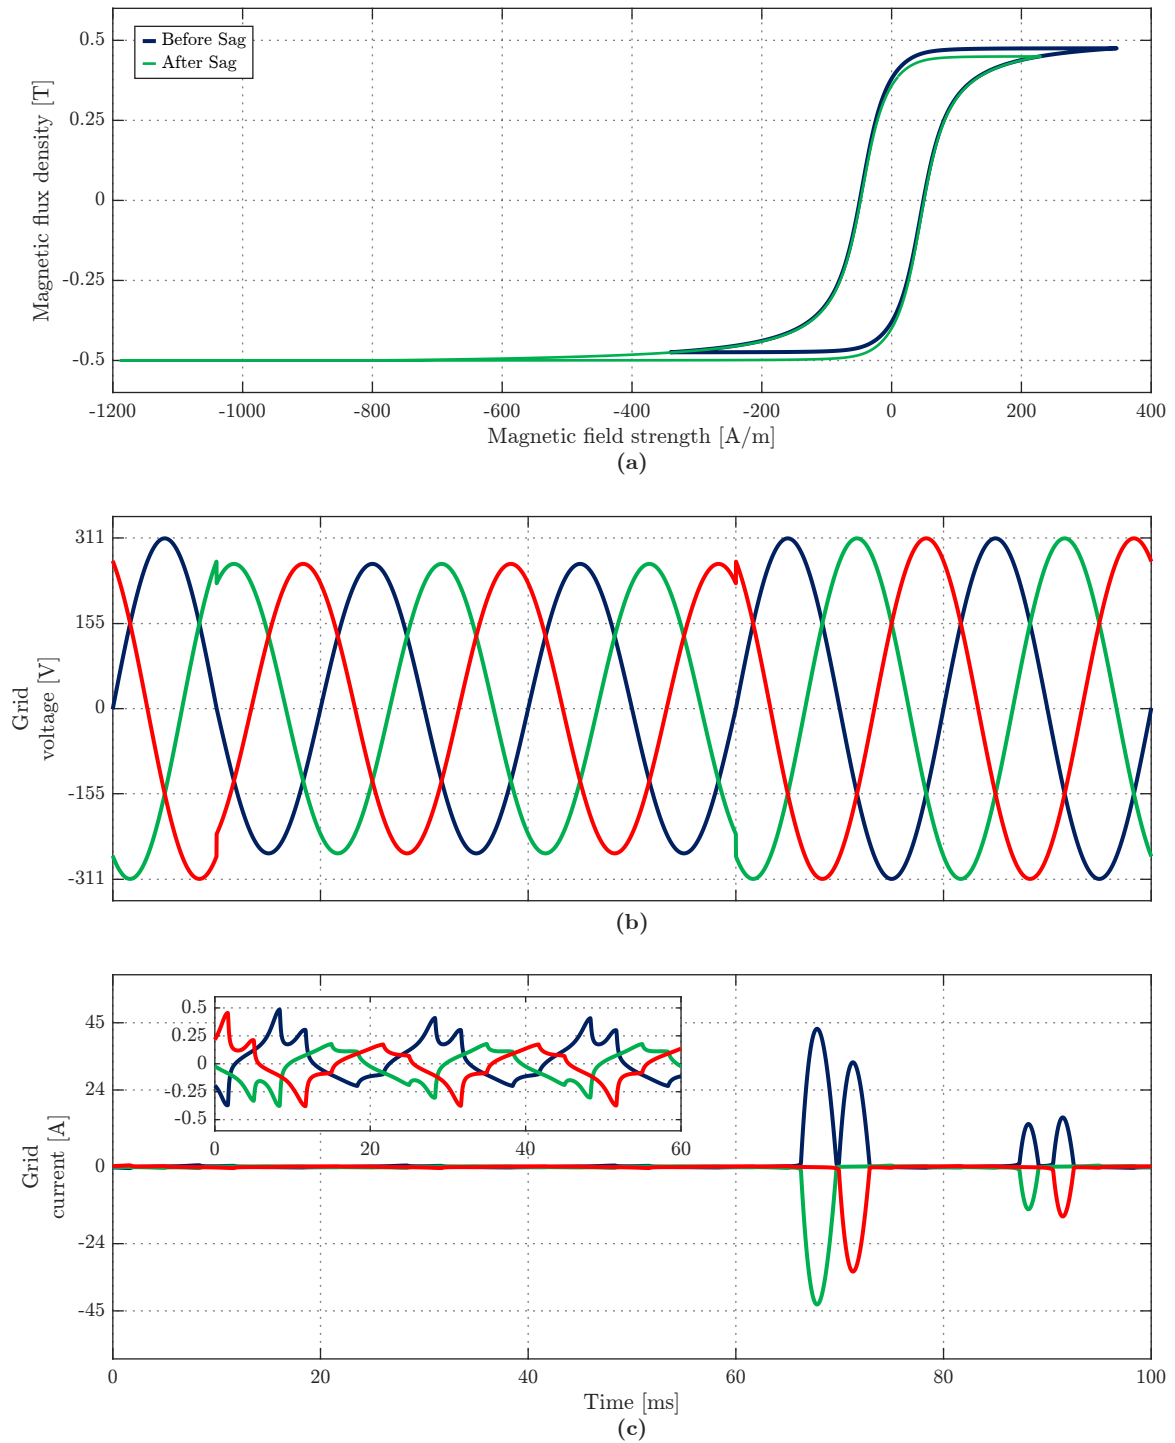 Before Sag
After Sag
Magnetic flux density [T]
0.5
0.25
0
-0.25
-0.5
-1200 -1000 -800 -600 -400 -200 0 200 400
Magnetic field strength [A/m]
(a)
Grid
voltage [V]
311
155
0
-155
-311
(b)
Grid
current [A]
45
24
0
-24
-45
0.5
0.25
0
-0.25
-0.5
0 20 40 60
0 20 40 60 80 100
Time [ms]
(c)